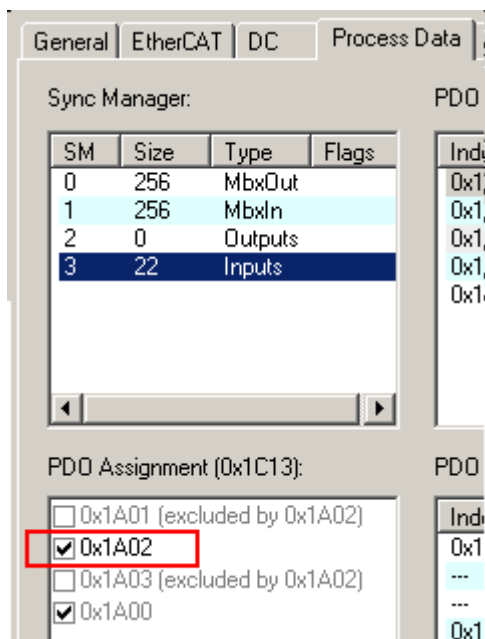 General EtherCAT DC Process Data
Sync Manager: PDO
SM Size Type Flags
0 256 MbxOut
1 256 MbxIn
2 0 Outputs
3 22 Inputs
PDO Assignment (0x1C13): PDO
0x1A01 (excluded by 0x1A02)
0x1A02 0x1
0x1A03 (excluded by 0x1A02) ---
0x1A00 ---
0x1